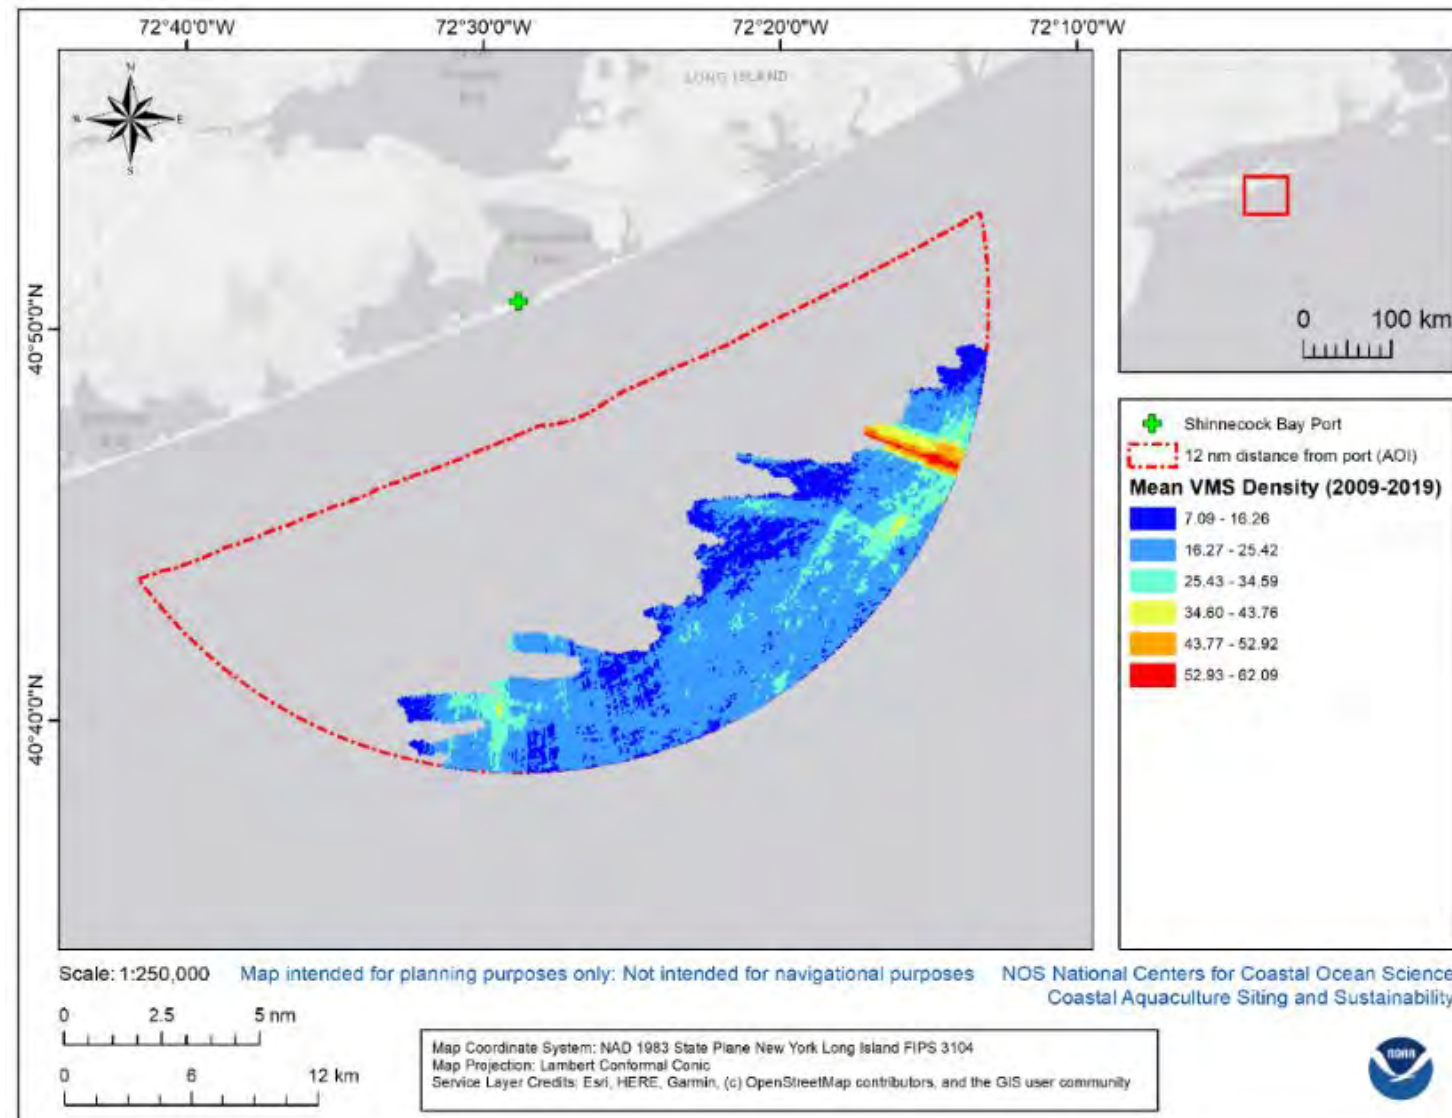 72°40'0"W 72°30'0"W 72°20'0"W 72°10'0"W
N
E
S
LONG ISLAND
40°50'0"N
40°40'0"N
0 100 km
Shinnecock Bay Port
12 nm distance from port (AOI)
Mean VMS Density (2009-2019)
7.09 - 16.26
16.27 - 25.42
25.43 - 34.59
34.60 - 43.76
43.77 - 52.92
52.93 - 62.09
Scale: 1:250,000 Map intended for planning purposes only: Not intended for navigational purposes NOS National Centers for Coastal Ocean Science
Coastal Aquaculture Siting and Sustainability
0 2.5 5 nm
0 6 12 km
Map Coordinate System: NAD 1983 State Plane New York Long Island FIPS 3104
Map Projection: Lambert Conformal Conic
Service Layer Credits: Esri, HERE, Garmin, (c) OpenStreetMap contributors, and the GIS user community
NOAA